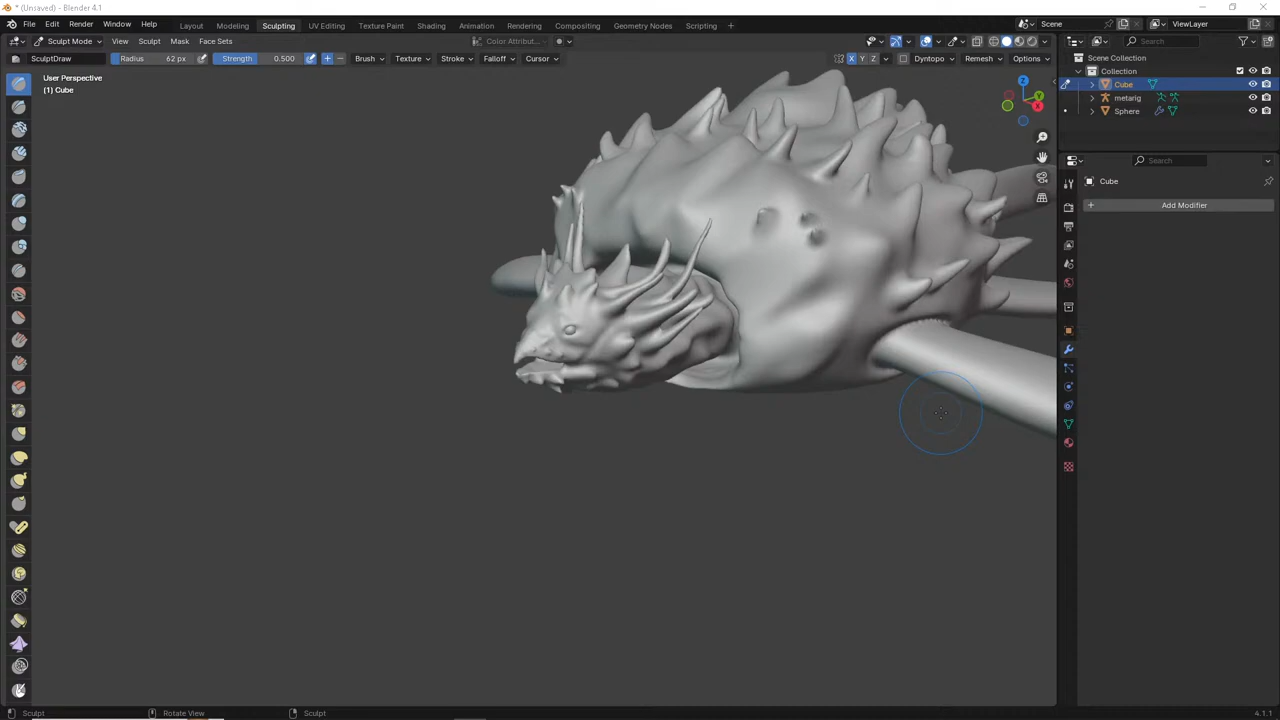 * (Unsaved) - Blender 4.1
File Edit Render Window Help Layout Modeling Sculpting UV Editing Texture Paint Shading Animation Rendering Compositing Geometry Nodes Scripting + Scene ViewLayer
Sculpt Mode View Sculpt Mask Face Sets Color Attribut... Search
SculptDraw Radius 62 px Strength 0.500 + − Brush Texture Stroke Falloff Cursor X Y Z Dyntopo Remesh Options
Scene Collection
Collection
Cube
metarig
Sphere
User Perspective
(1) Cube
Z
Y
X
Search
Cube
+ Add Modifier
Sculpt Rotate View Sculpt 4.1.1